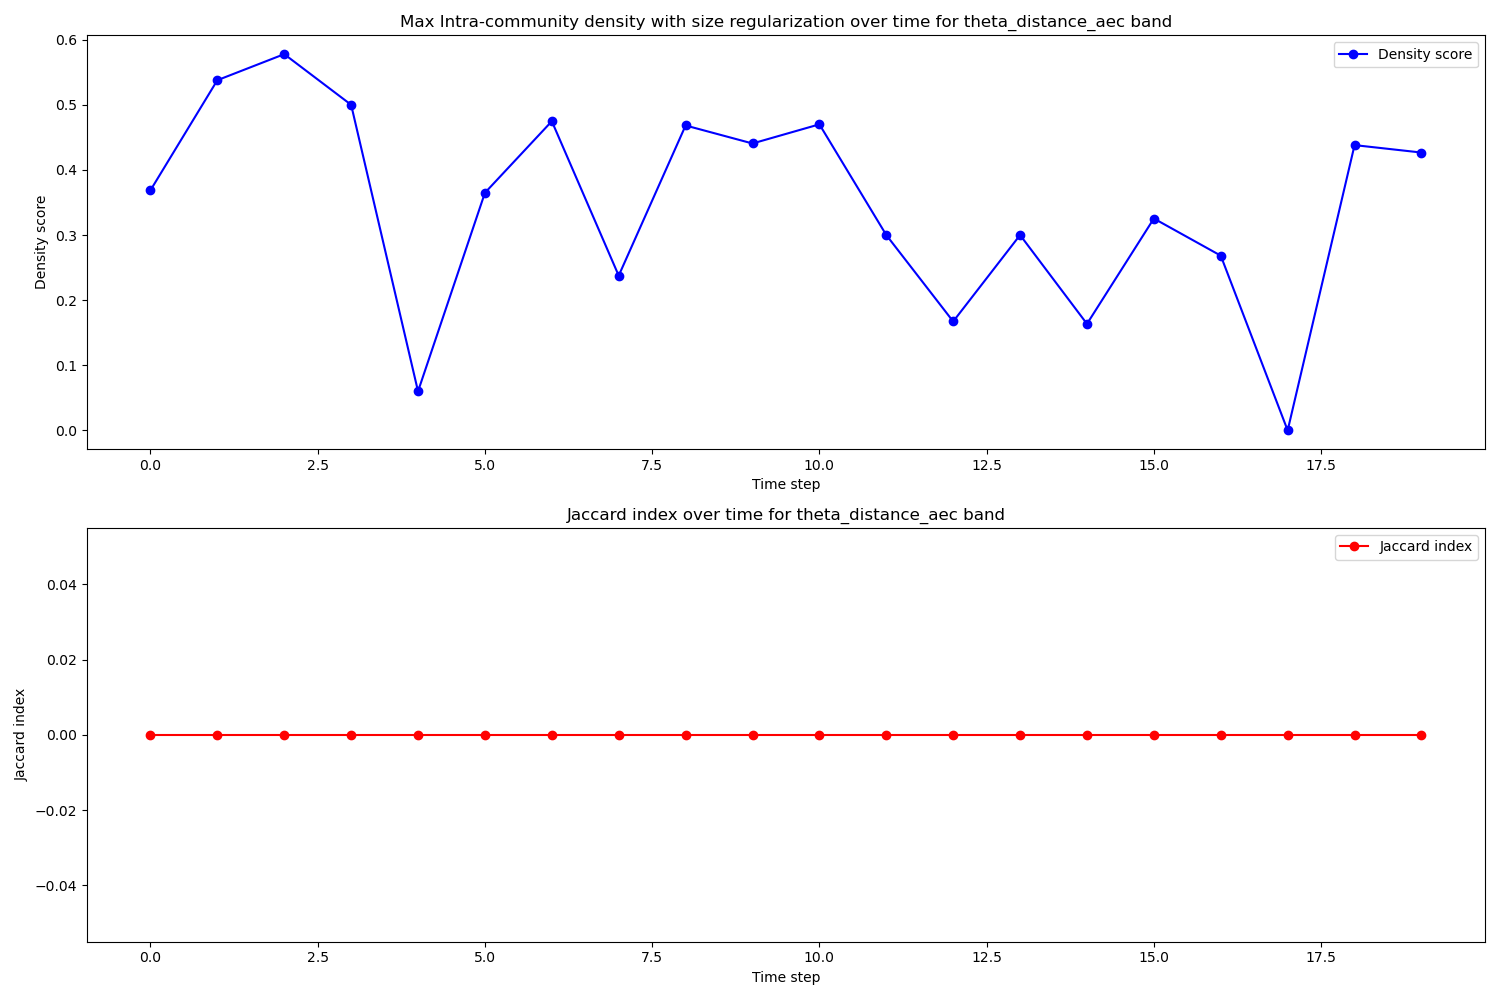 Max Intra-community density with size regularization over time for theta_distance_aec band
Density score
0.6
0.5
0.4
0.3
0.2
0.1
0.0
Density score
0.0 2.5 5.0 7.5 10.0 12.5 15.0 17.5
Time step
Jaccard index over time for theta_distance_aec band
Jaccard index
0.04
0.02
0.00
−0.02
−0.04
Jaccard index
0.0 2.5 5.0 7.5 10.0 12.5 15.0 17.5
Time step